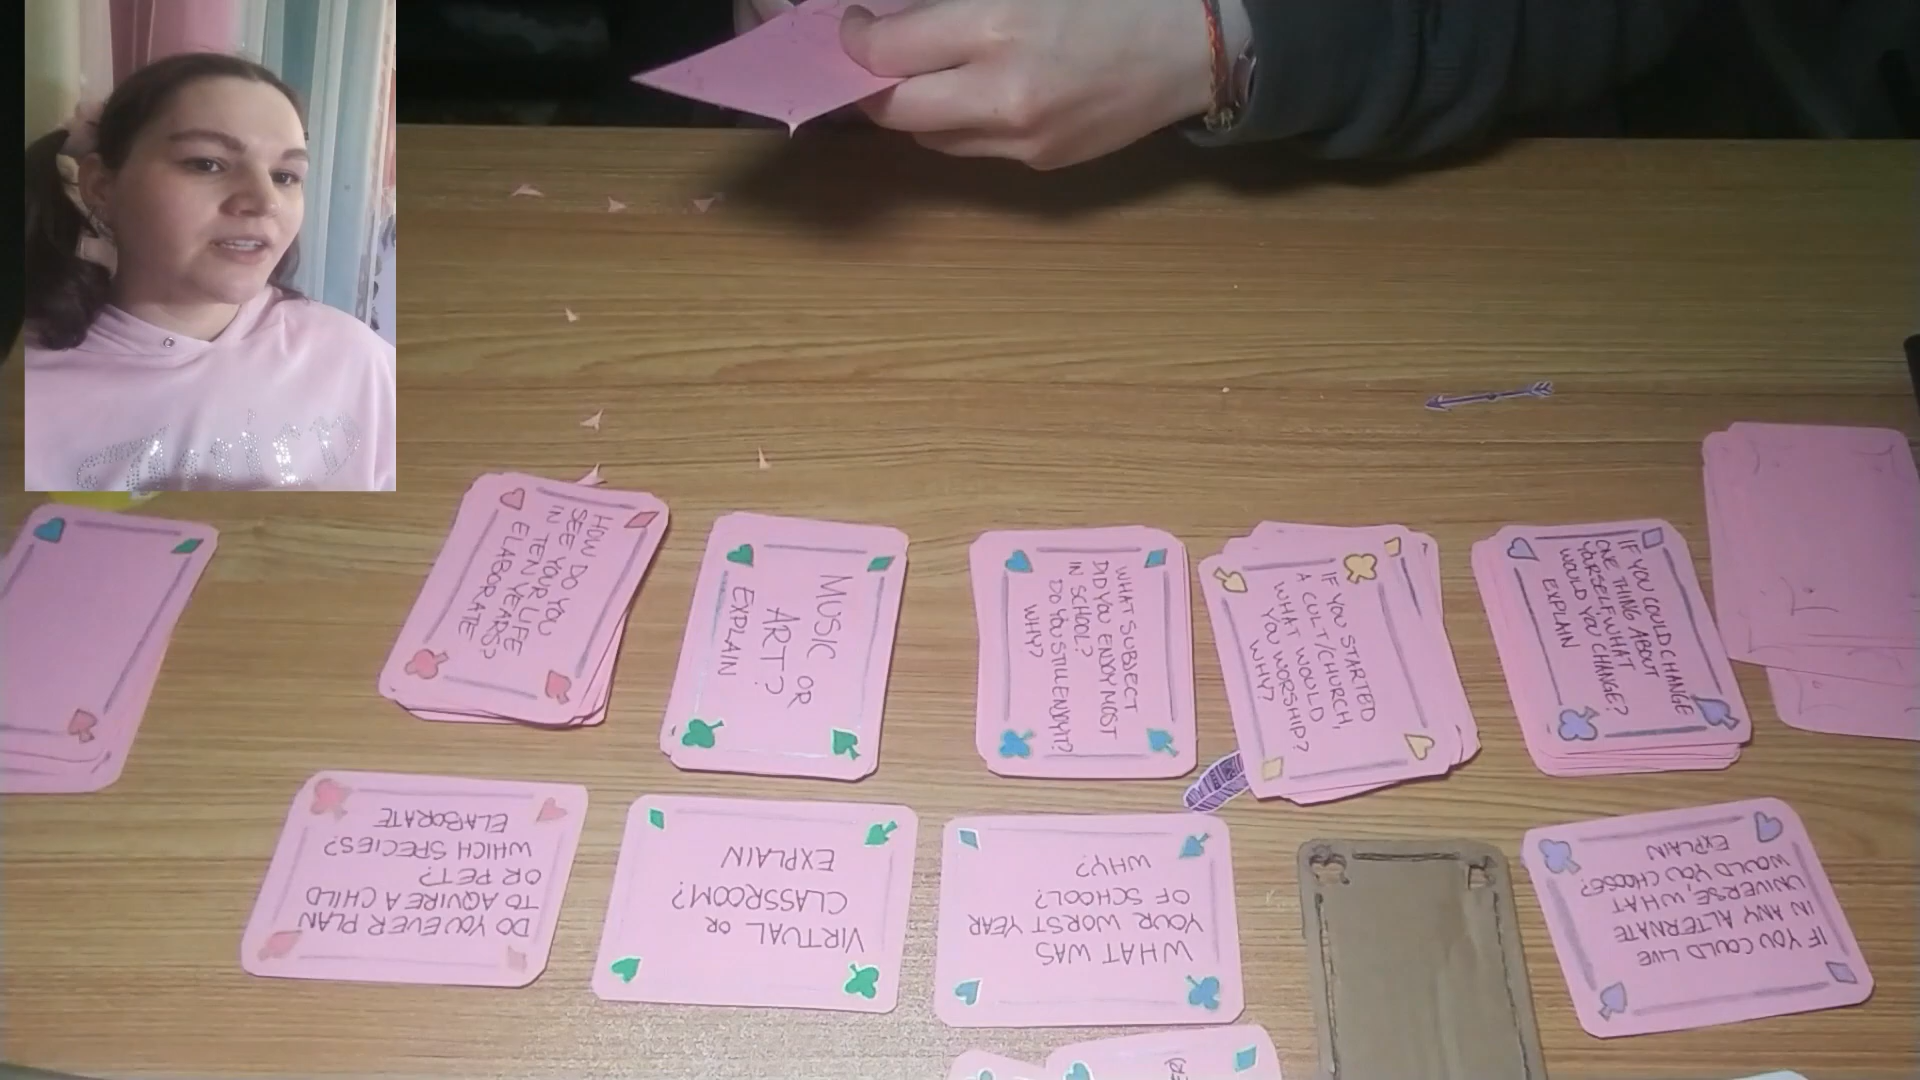 HOW DO YOU
SEE YOUR LIFE
IN TEN YEARS?
ELABORATE
MUSIC OR
ART?
EXPLAIN
WHAT SUBJECT
DID YOU ENJOY MOST
IN SCHOOL?
DO YOU STILL ENJOY IT?
WHY?
IF YOU STARTED
A CULT/CHURCH,
WHAT WOULD
YOU WORSHIP?
WHY?
IF YOU COULD CHANGE
ONE THING ABOUT
YOURSELF, WHAT
WOULD YOU CHANGE?
EXPLAIN
DO YOU EVER PLAN
TO AQUIRE A CHILD
OR PET?
WHICH SPECIES?
ELABORATE
VIRTUAL OR
CLASSROOM?
EXPLAIN
WHAT WAS
YOUR WORST YEAR
OF SCHOOL?
WHY?
IF YOU COULD LIVE
IN ANY ALTERNATE
UNIVERSE, WHAT
WOULD YOU CHOOSE?
EXPLAIN